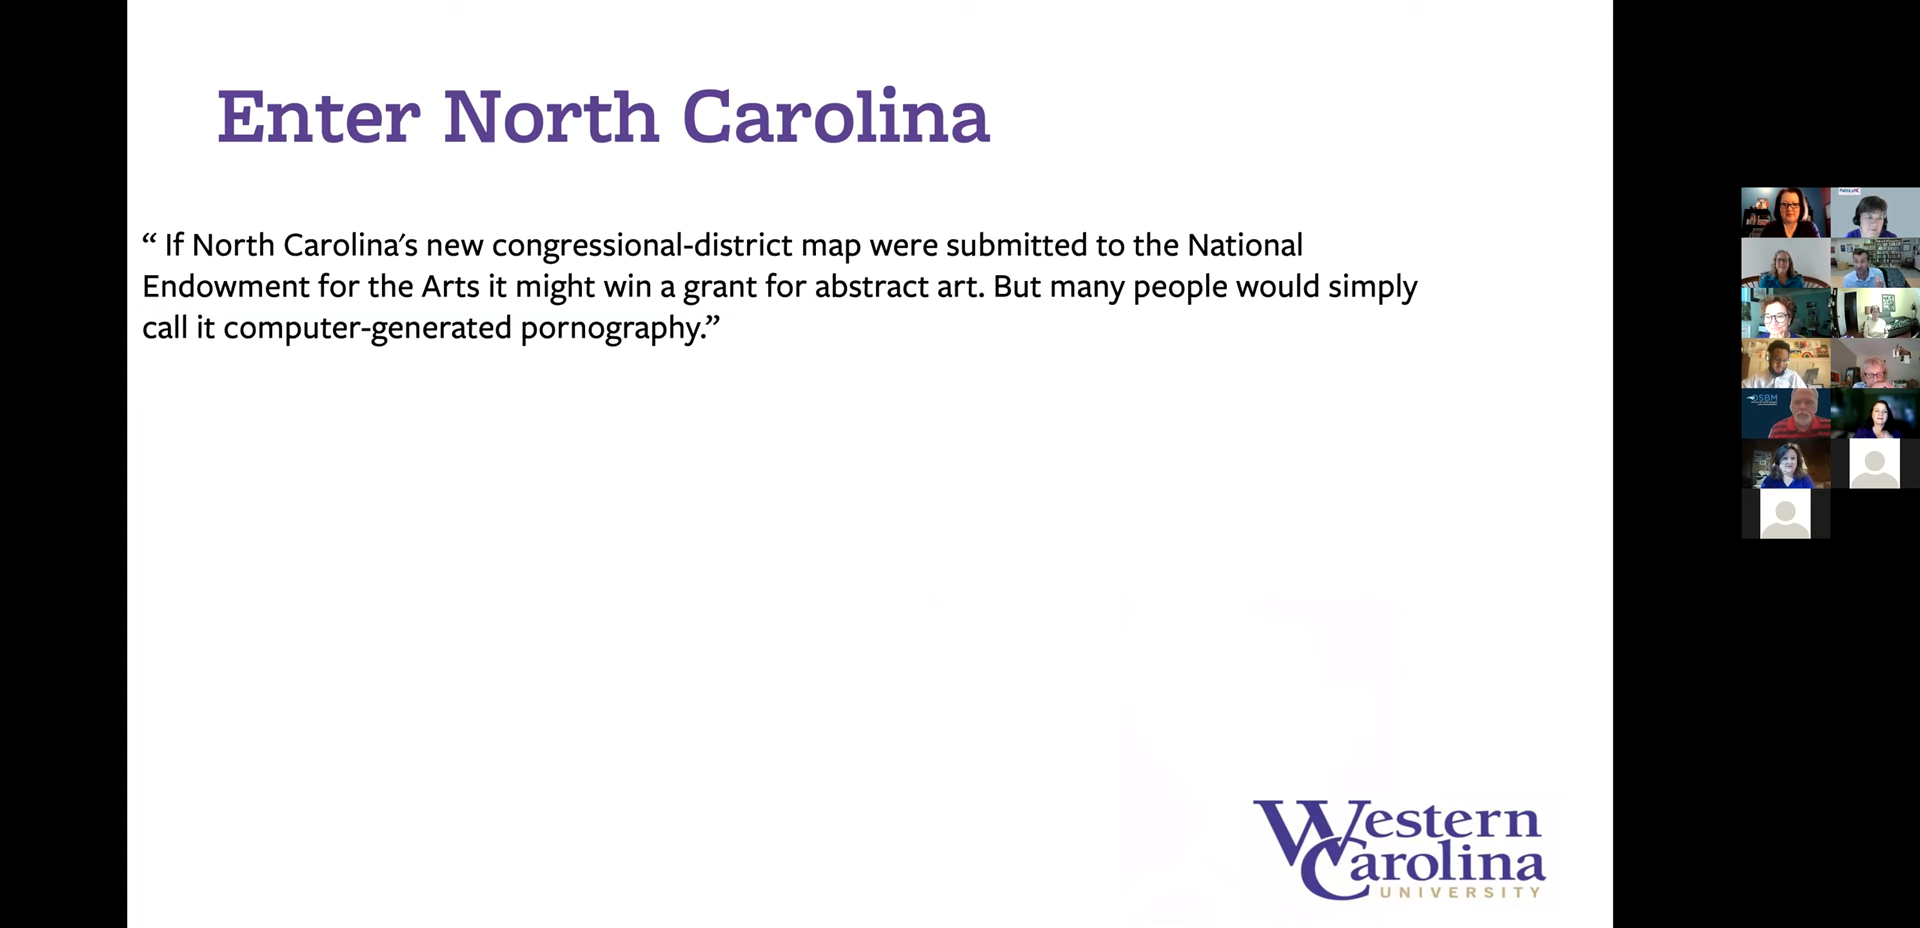 Enter North Carolina
“ If North Carolina’s new congressional-district map were submitted to the National
Endowment for the Arts it might win a grant for abstract art. But many people would simply
call it computer-generated pornography.”
OSBM
Western
Carolina
UNIVERSITY